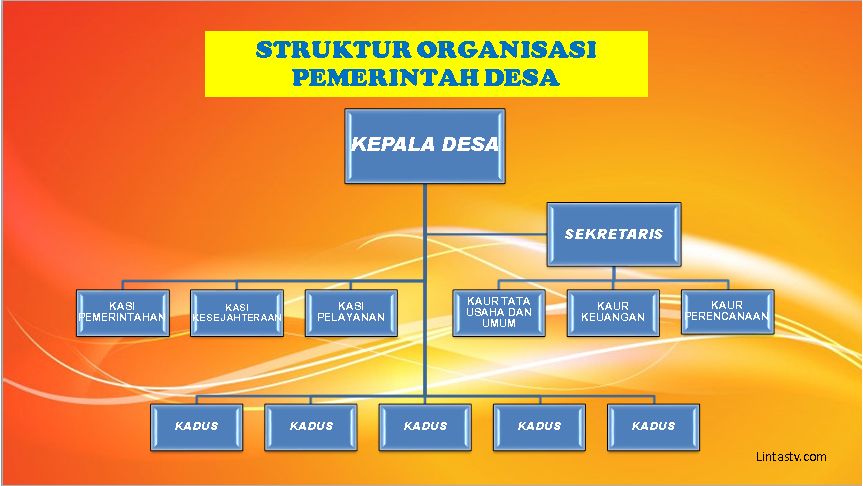 STRUKTUR ORGANISASI
PEMERINTAH DESA
KEPALA DESA
SEKRETARIS
KASI
PEMERINTAHAN
KASI
KESEJAHTERAAN
KASI
PELAYANAN
KAUR TATA
USAHA DAN
UMUM
KAUR
KEUANGAN
KAUR
PERENCANAAN
KADUS
KADUS
KADUS
KADUS
KADUS
Lintastv.com